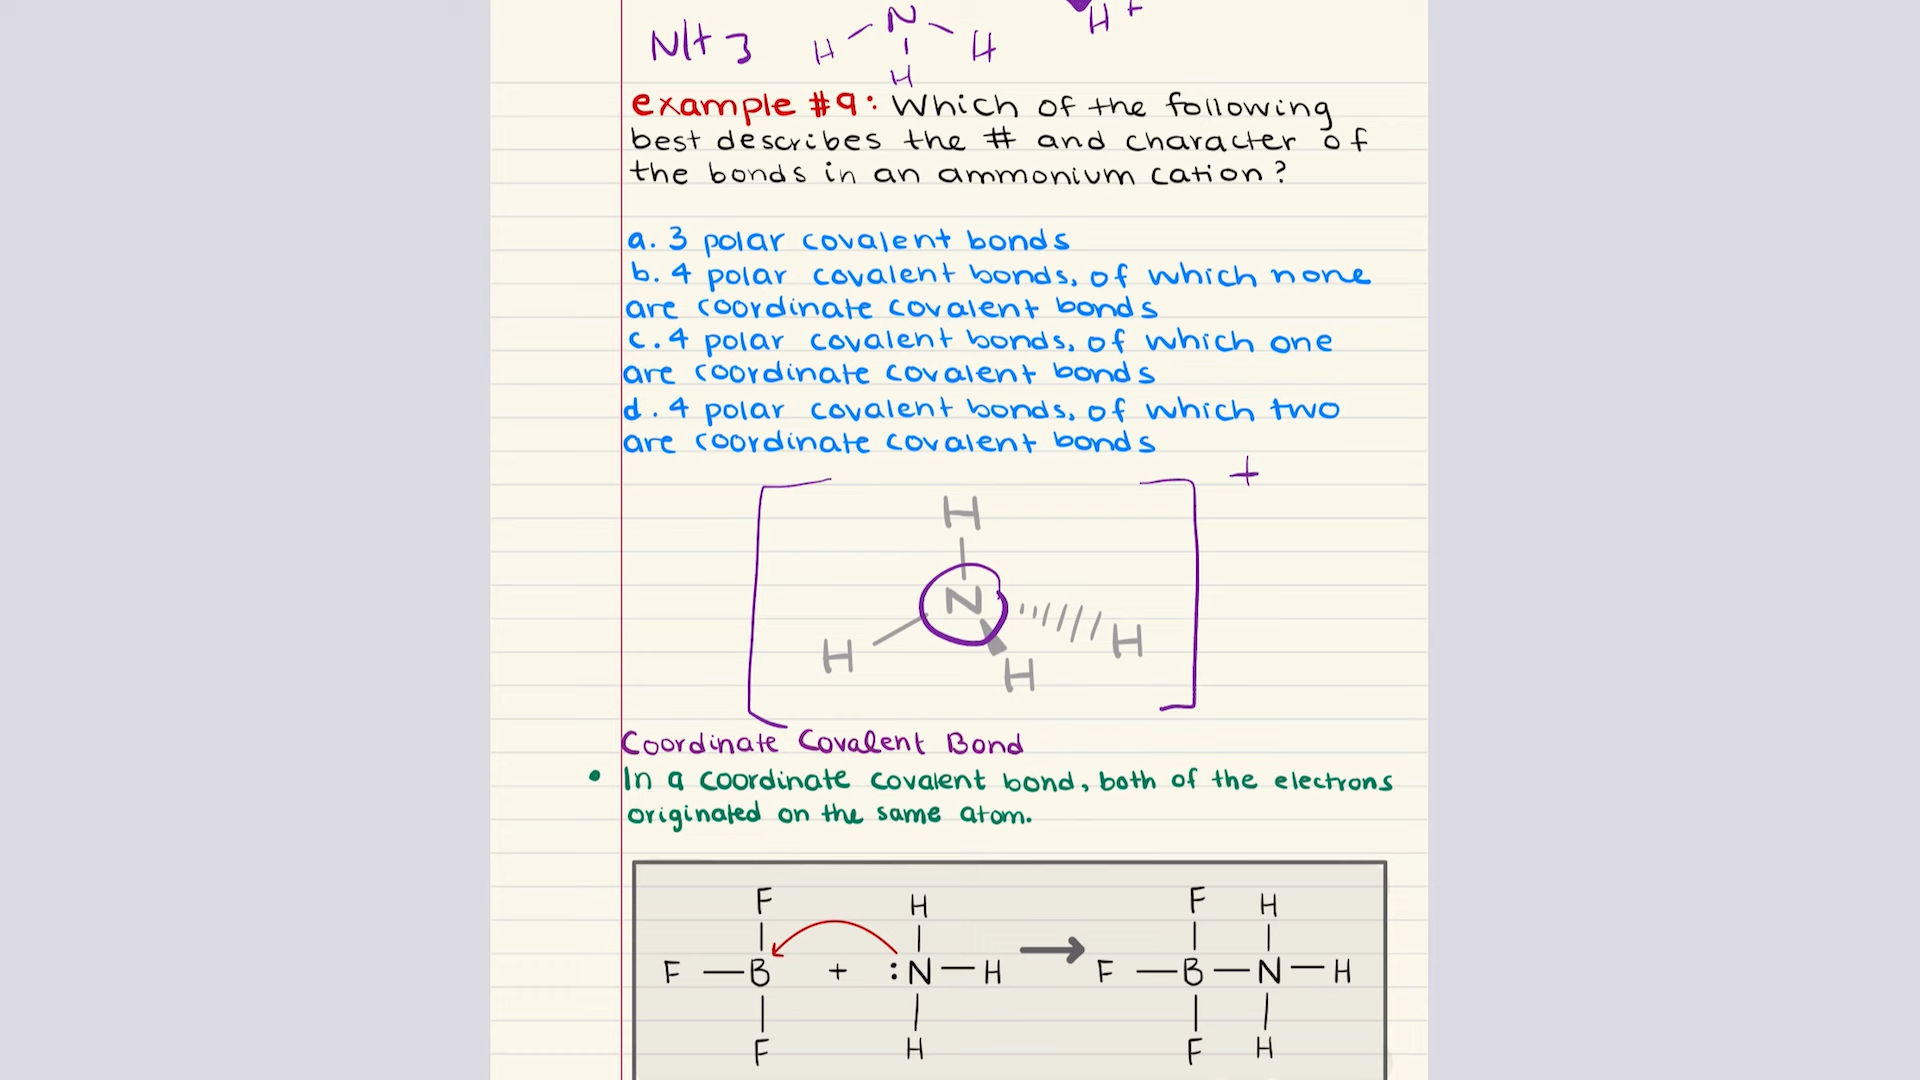 N
H +
NH3 H H
H
example #9: Which of the following
best describes the # and character of
the bonds in an ammonium cation?
a. 3 polar covalent bonds
b. 4 polar covalent bonds, of which none
are coordinate covalent bonds
c. 4 polar covalent bonds, of which one
are coordinate covalent bonds
d. 4 polar covalent bonds, of which two
are coordinate covalent bonds
+
H
N
H H
H
Coordinate Covalent Bond
• In a coordinate covalent bond, both of the electrons
originated on the same atom.
F H F H
F — B + :N — H → F — B — N — H
F H F H